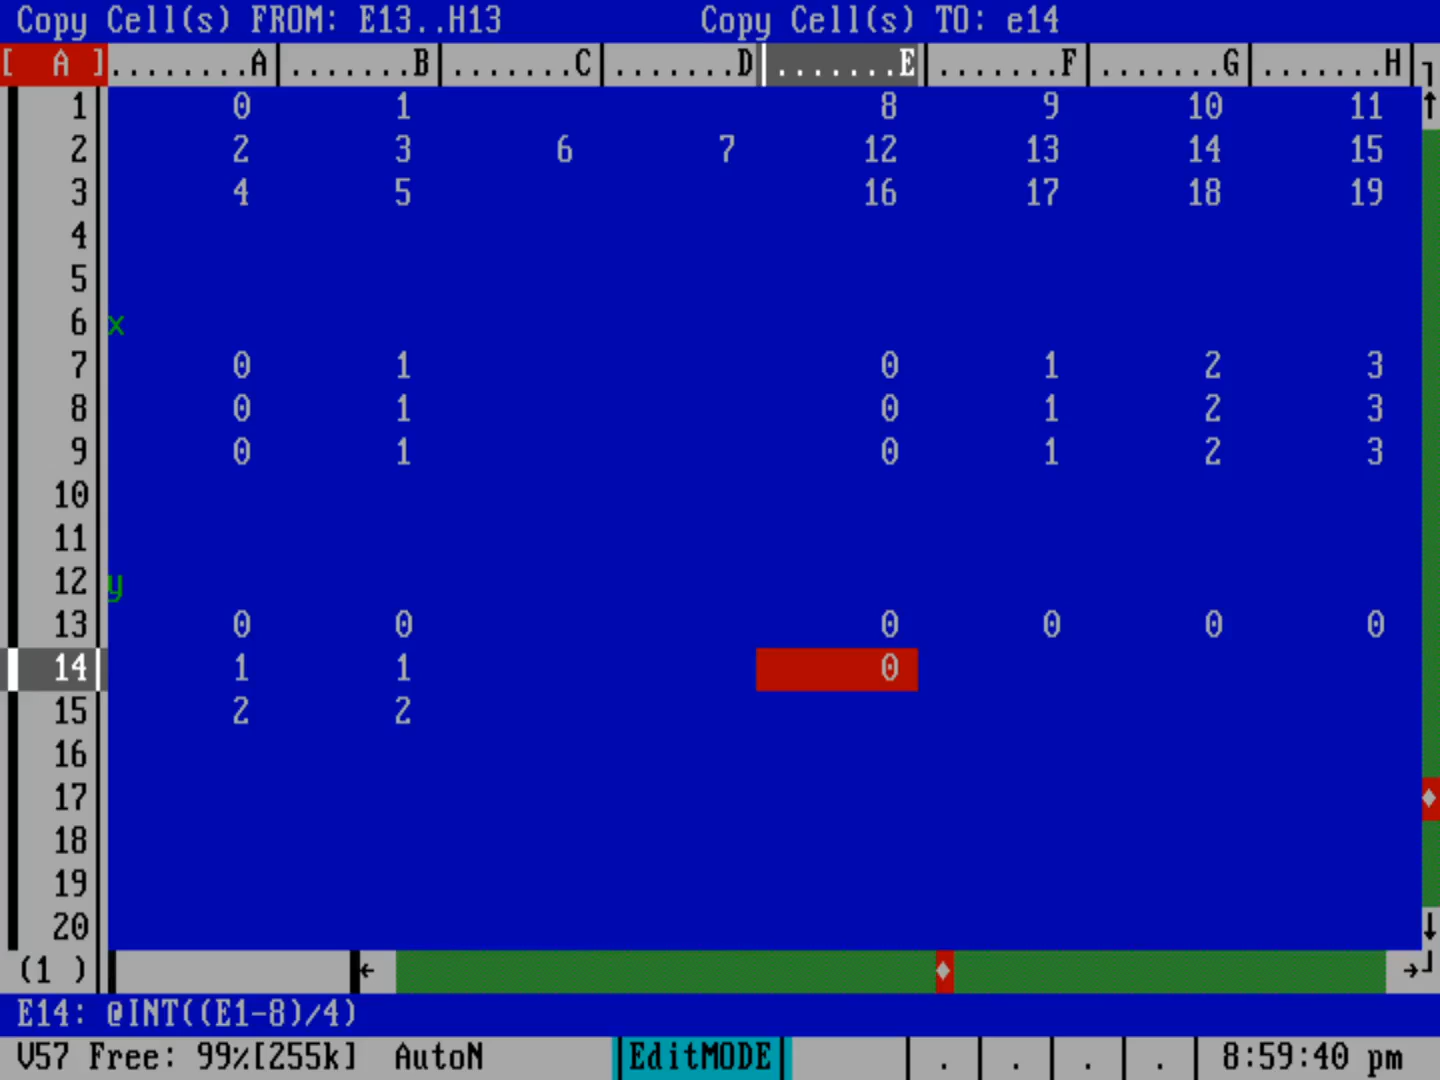 Copy Cell(s) FROM: E13..H13 Copy Cell(s) TO: e14
[ A ].........A|.......B|.......C|.......D|.......E|.......F|.......G|.......H|┐
1 0 1 8 9 10 11 ↑
2 2 3 6 7 12 13 14 15
3 4 5 16 17 18 19
4
5
6 x
7 0 1 0 1 2 3
8 0 1 0 1 2 3
9 0 1 0 1 2 3
10
11
12 y
13 0 0 0 0 0 0
14 1 1 0
15 2 2
16
17
18
19
20 ↓
(1 ) ← →┘
E14: @INT((E1-8)/4)
V57 Free: 99%[255k] AutoN EditMODE | . | . | . | . | 8:59:40 pm